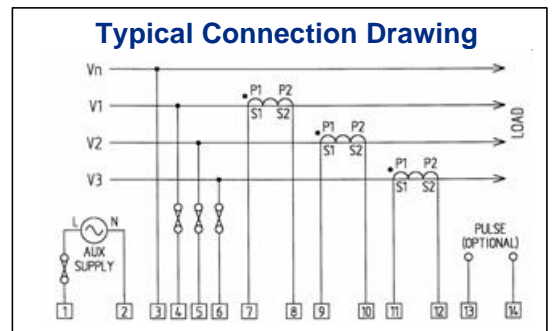 Typical Connection Drawing
Vn
P1 P2
V1
S1 S2
P1 P2
V2
S1 S2
P1 P2
V3
S1 S2
LOAD
L N
AUX
SUPPLY
PULSE
(OPTIONAL)
1 2 3 4 5 6 7 8 9 10 11 12 13 14